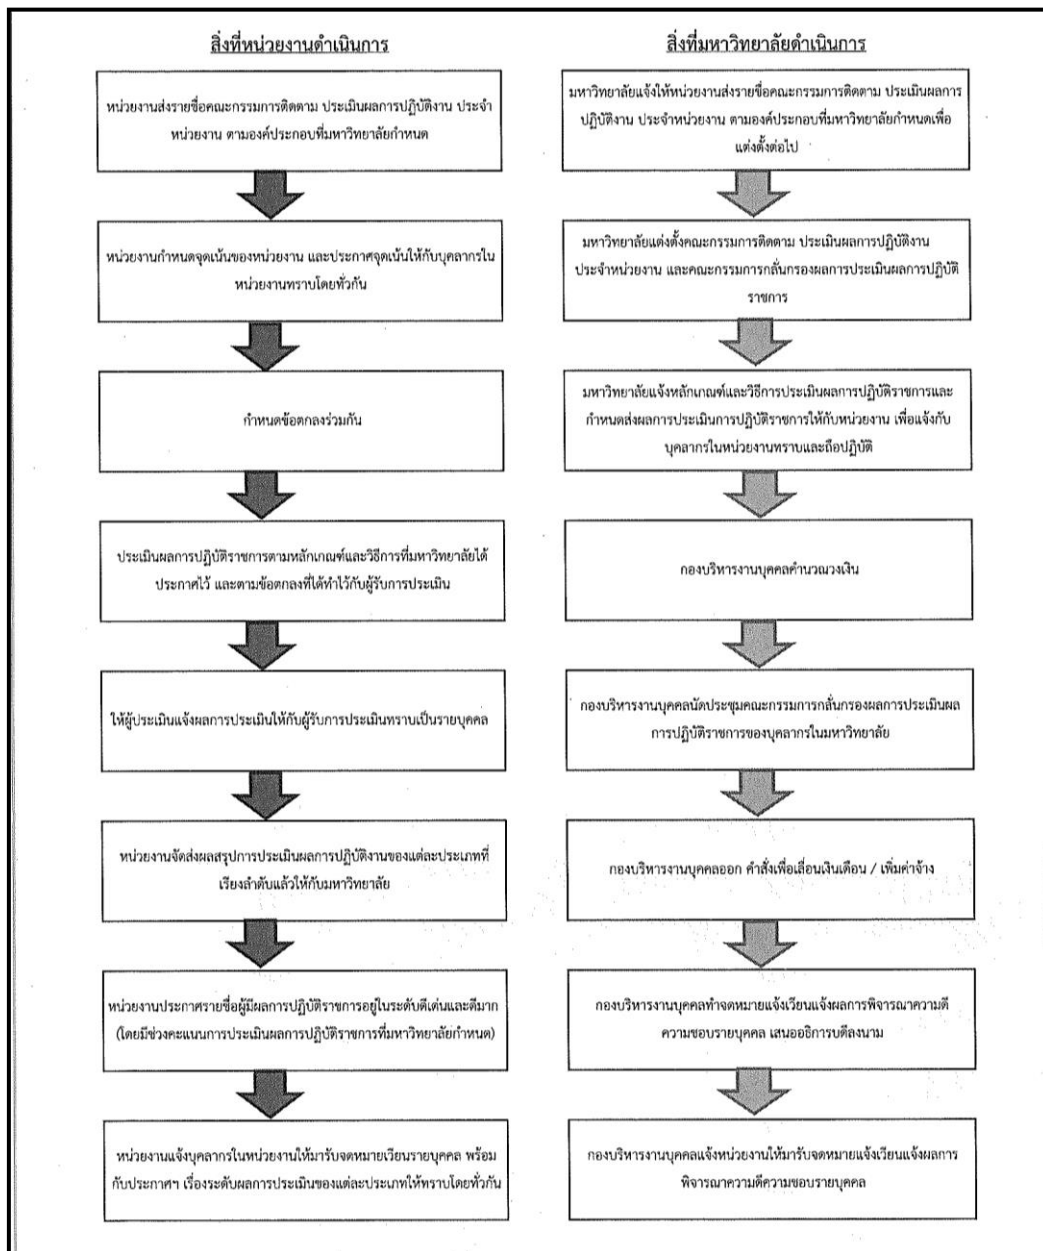 สิ่งที่หน่วยงานดำเนินการ
หน่วยงานส่งรายชื่อคณะกรรมการติดตาม ประเมินผลการปฏิบัติงาน ประจำ
หน่วยงาน ตามองค์ประกอบที่มหาวิทยาลัยกำหนด
หน่วยงานกำหนดจุดเน้นของหน่วยงาน และประกาศจุดเน้นให้กับบุคลากรใน
หน่วยงานทราบโดยทั่วกัน
กำหนดข้อตกลงร่วมกัน
ประเมินผลการปฏิบัติราชการตามหลักเกณฑ์และวิธีการที่มหาวิทยาลัยได้
ประกาศไว้ และตามข้อตกลงที่ได้ทำไว้กับผู้รับการประเมิน
ให้ผู้ประเมินแจ้งผลการประเมินให้กับผู้รับการประเมินทราบเป็นรายบุคคล
หน่วยงานจัดส่งผลสรุปการประเมินผลการปฏิบัติงานของแต่ละประเภทที่
เรียงลำดับแล้วให้กับมหาวิทยาลัย
หน่วยงานประกาศรายชื่อผู้มีผลการปฏิบัติราชการอยู่ในระดับดีเด่นและดีมาก
(โดยมีช่วงคะแนนการประเมินผลการปฏิบัติราชการที่มหาวิทยาลัยกำหนด)
หน่วยงานแจ้งบุคลากรในหน่วยงานให้มารับจดหมายเวียนรายบุคคล พร้อม
กับประกาศฯ เรื่องระดับผลการประเมินของแต่ละประเภทให้ทราบโดยทั่วกัน
สิ่งที่มหาวิทยาลัยดำเนินการ
มหาวิทยาลัยแจ้งให้หน่วยงานส่งรายชื่อคณะกรรมการติดตาม ประเมินผลการ
ปฏิบัติงาน ประจำหน่วยงาน ตามองค์ประกอบที่มหาวิทยาลัยกำหนดเพื่อ
แต่งตั้งต่อไป
มหาวิทยาลัยแต่งตั้งคณะกรรมการติดตาม ประเมินผลการปฏิบัติงาน
ประจำหน่วยงาน และคณะกรรมการกลั่นกรองผลการประเมินผลการปฏิบัติ
ราชการ
มหาวิทยาลัยแจ้งหลักเกณฑ์และวิธีการประเมินผลการปฏิบัติราชการและ
กำหนดส่งผลการประเมินการปฏิบัติราชการให้กับหน่วยงาน เพื่อแจ้งกับ
บุคลากรในหน่วยงานทราบและถือปฏิบัติ
กองบริหารงานบุคคลคำนวณวงเงิน
กองบริหารงานบุคคลนัดประชุมคณะกรรมการกลั่นกรองผลการประเมินผล
การปฏิบัติราชการของบุคลากรในมหาวิทยาลัย
กองบริหารงานบุคคลออก คำสั่งเพื่อเลื่อนเงินเดือน / เพิ่มค่าจ้าง
กองบริหารงานบุคคลทำจดหมายแจ้งเวียนแจ้งผลการพิจารณาความดี
ความชอบรายบุคคล เสนออธิการบดีลงนาม
กองบริหารงานบุคคลแจ้งหน่วยงานให้มารับจดหมายแจ้งเวียนแจ้งผลการ
พิจารณาความดีความชอบรายบุคคล